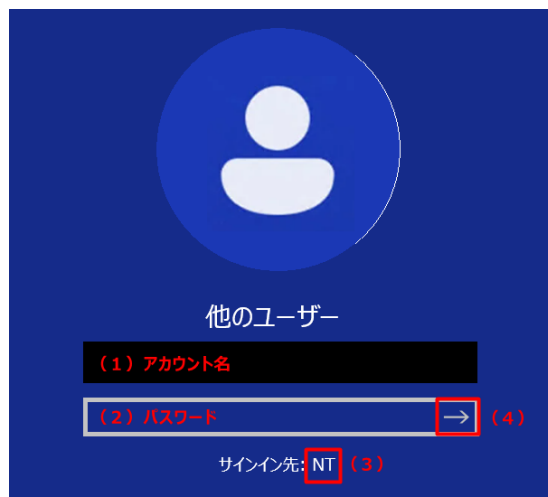 他のユーザー
（１）アカウント名
（２）パスワード → （４）
サインイン先: NT （３）